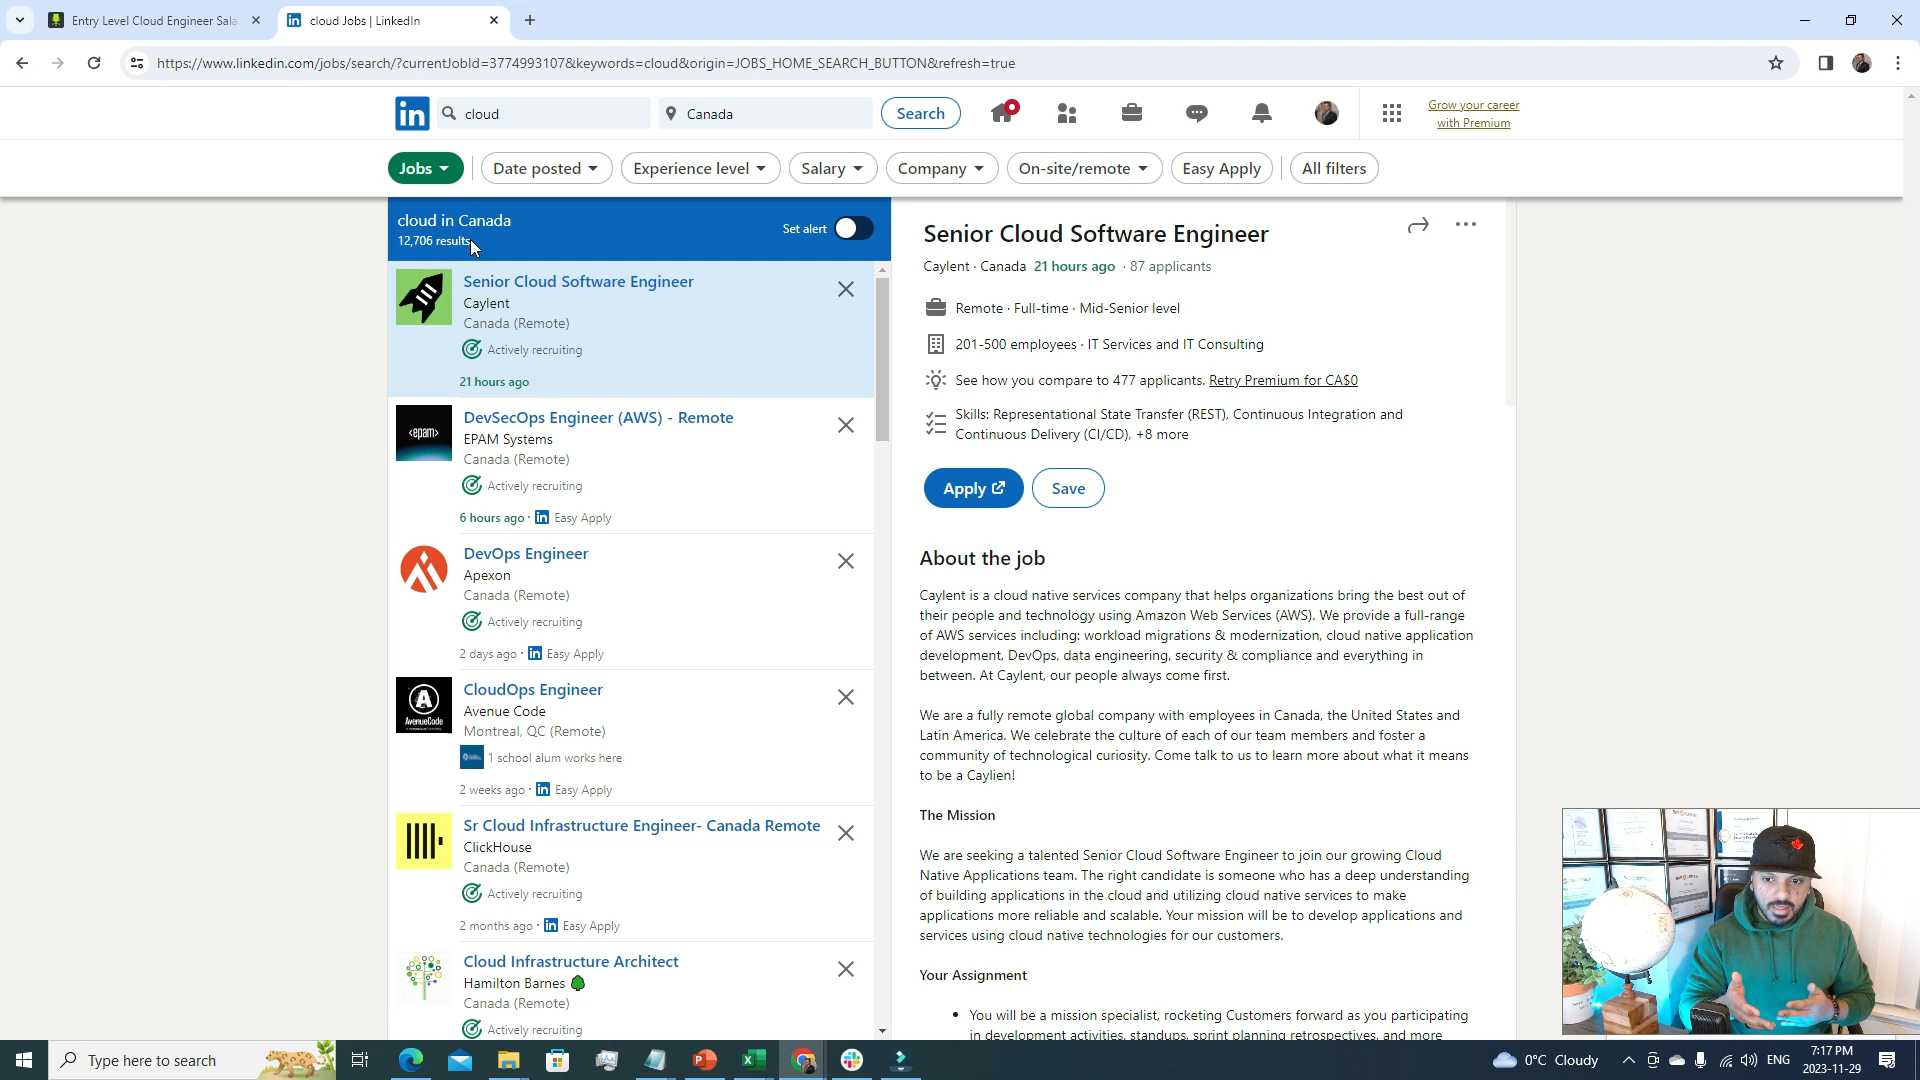 Entry Level Cloud Engineer Sala
cloud Jobs | LinkedIn
https://www.linkedin.com/jobs/search/?currentJobId=3774993107&keywords=cloud&origin=JOBS_HOME_SEARCH_BUTTON&refresh=true
in
cloud
Canada
Search
Grow your career
with Premium
Jobs
Date posted
Experience level
Salary
Company
On-site/remote
Easy Apply
All filters
cloud in Canada
12,706 results
Set alert
Senior Cloud Software Engineer
Caylent
Canada (Remote)
Actively recruiting
21 hours ago
<epam>
DevSecOps Engineer (AWS) - Remote
EPAM Systems
Canada (Remote)
Actively recruiting
6 hours ago · in Easy Apply
DevOps Engineer
Apexon
Canada (Remote)
Actively recruiting
2 days ago · in Easy Apply
AvenueCode
CloudOps Engineer
Avenue Code
Montreal, QC (Remote)
1 school alum works here
2 weeks ago · in Easy Apply
Sr Cloud Infrastructure Engineer- Canada Remote
ClickHouse
Canada (Remote)
Actively recruiting
2 months ago · in Easy Apply
Cloud Infrastructure Architect
Hamilton Barnes
Canada (Remote)
Actively recruiting
Senior Cloud Software Engineer
Caylent · Canada 21 hours ago · 87 applicants
Remote · Full-time · Mid-Senior level
201-500 employees · IT Services and IT Consulting
See how you compare to 477 applicants. Retry Premium for CA$0
Skills: Representational State Transfer (REST), Continuous Integration and
Continuous Delivery (CI/CD), +8 more
Apply
Save
About the job
Caylent is a cloud native services company that helps organizations bring the best out of
their people and technology using Amazon Web Services (AWS). We provide a full-range
of AWS services including: workload migrations & modernization, cloud native application
development, DevOps, data engineering, security & compliance and everything in
between. At Caylent, our people always come first.
We are a fully remote global company with employees in Canada, the United States and
Latin America. We celebrate the culture of each of our team members and foster a
community of technological curiosity. Come talk to us to learn more about what it means
to be a Caylien!
The Mission
We are seeking a talented Senior Cloud Software Engineer to join our growing Cloud
Native Applications team. The right candidate is someone who has a deep understanding
of building applications in the cloud and utilizing cloud native services to make
applications more reliable and scalable. Your mission will be to develop applications and
services using cloud native technologies for our customers.
Your Assignment
• You will be a mission specialist, rocketing Customers forward as you participating
in development activities, standups, sprint planning retrospectives, and more
Type here to search
0°C Cloudy
ENG
7:17 PM
2023-11-29